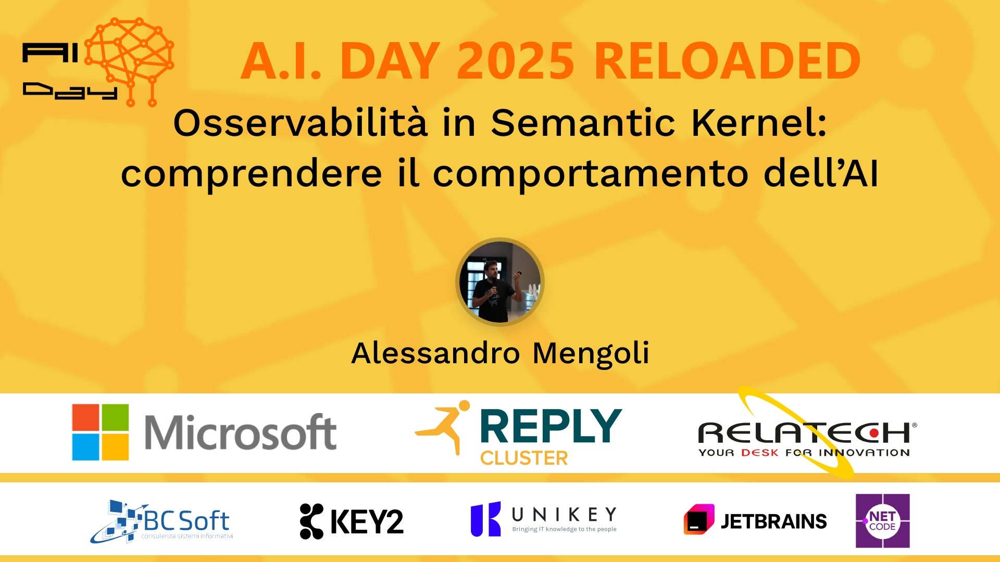 AI
Day
A.I. DAY 2025 RELOADED
Osservabilità in Semantic Kernel:
comprendere il comportamento dell’AI
Alessandro Mengoli
Microsoft
REPLY
CLUSTER
RELATECH®
YOUR DESK FOR INNOVATION
BC Soft
consulenza sistemi informativi
KEY2
UNIKEY
Bringing IT knowledge to the people
JETBRAINS
NET
CODE